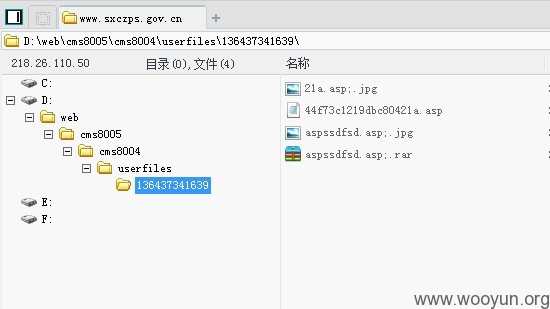 www.sxczps.gov.cn
D:\web\cms8005\cms8004\userfiles\136437341639\
218.26.110.50
目录(0),文件(4)
名称
C:
D:
web
cms8005
cms8004
userfiles
136437341639
E:
F:
21a.asp;.jpg
44f73c1219dbc80421a.asp
aspssdfsd.asp;.jpg
aspssdfsd.asp;.rar
www.wooyun.org